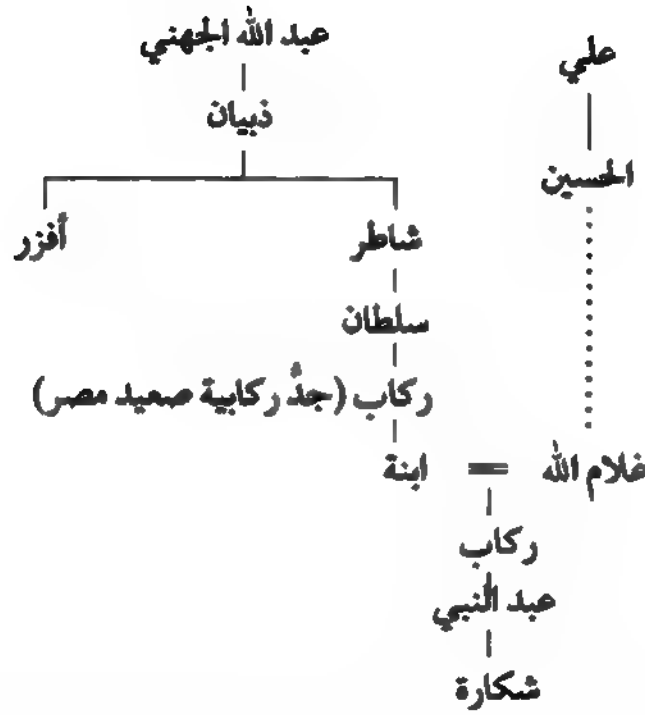 عبد الله الجهني
علي
ذبيان
الحسين
شاطر
أفزر
سلطان
ركاب (جدُّ ركابية صعيد مصر)
غلام الله
ابنة
ركاب
عبد النبي
شكارة